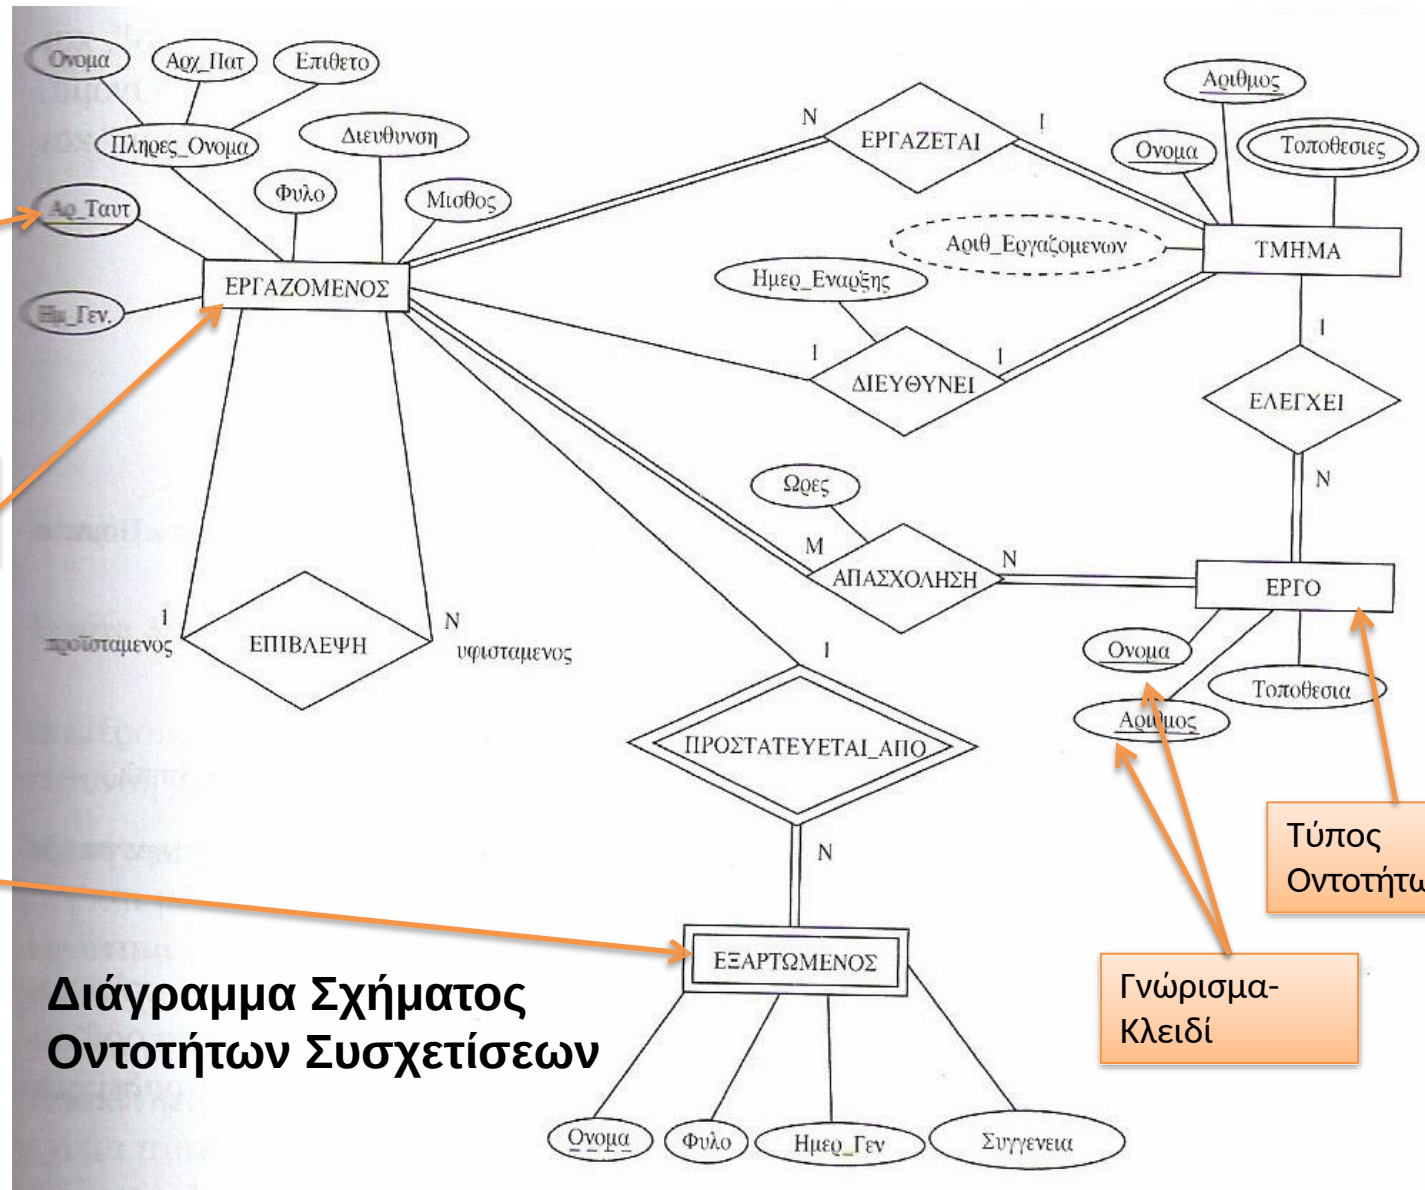 Ονομα
Αρχ_Πατ
Επιθετο
Πληρες_Ονομα
Διευθυνση
Αρ_Ταυτ
Φυλο
Μισθος
Ημ_Γεν.
ΕΡΓΑΖΟΜΕΝΟΣ
N
ΕΡΓΑΖΕΤΑΙ
1
Αριθμος
Ονομα
Τοποθεσιες
Αριθ_Εργαζομενων
ΤΜΗΜΑ
Ημερ_Εναρξης
1
ΔΙΕΥΘΥΝΕΙ
1
1
ΕΛΕΓΧΕΙ
N
Ωρες
M
ΑΠΑΣΧΟΛΗΣΗ
N
ΕΡΓΟ
Ονομα
Αριθμος
Τοποθεσια
1
προϊσταμενος
ΕΠΙΒΛΕΨΗ
N
υφισταμενος
1
ΠΡΟΣΤΑΤΕΥΕΤΑΙ_ΑΠΟ
N
Τύπος
Οντοτήτω
Γνώρισμα-
Κλειδί
ΕΞΑΡΤΩΜΕΝΟΣ
Διάγραμμα Σχήματος
Οντοτήτων Συσχετίσεων
Ονομα
Φυλο
Ημερ_Γεν
Συγγενεια